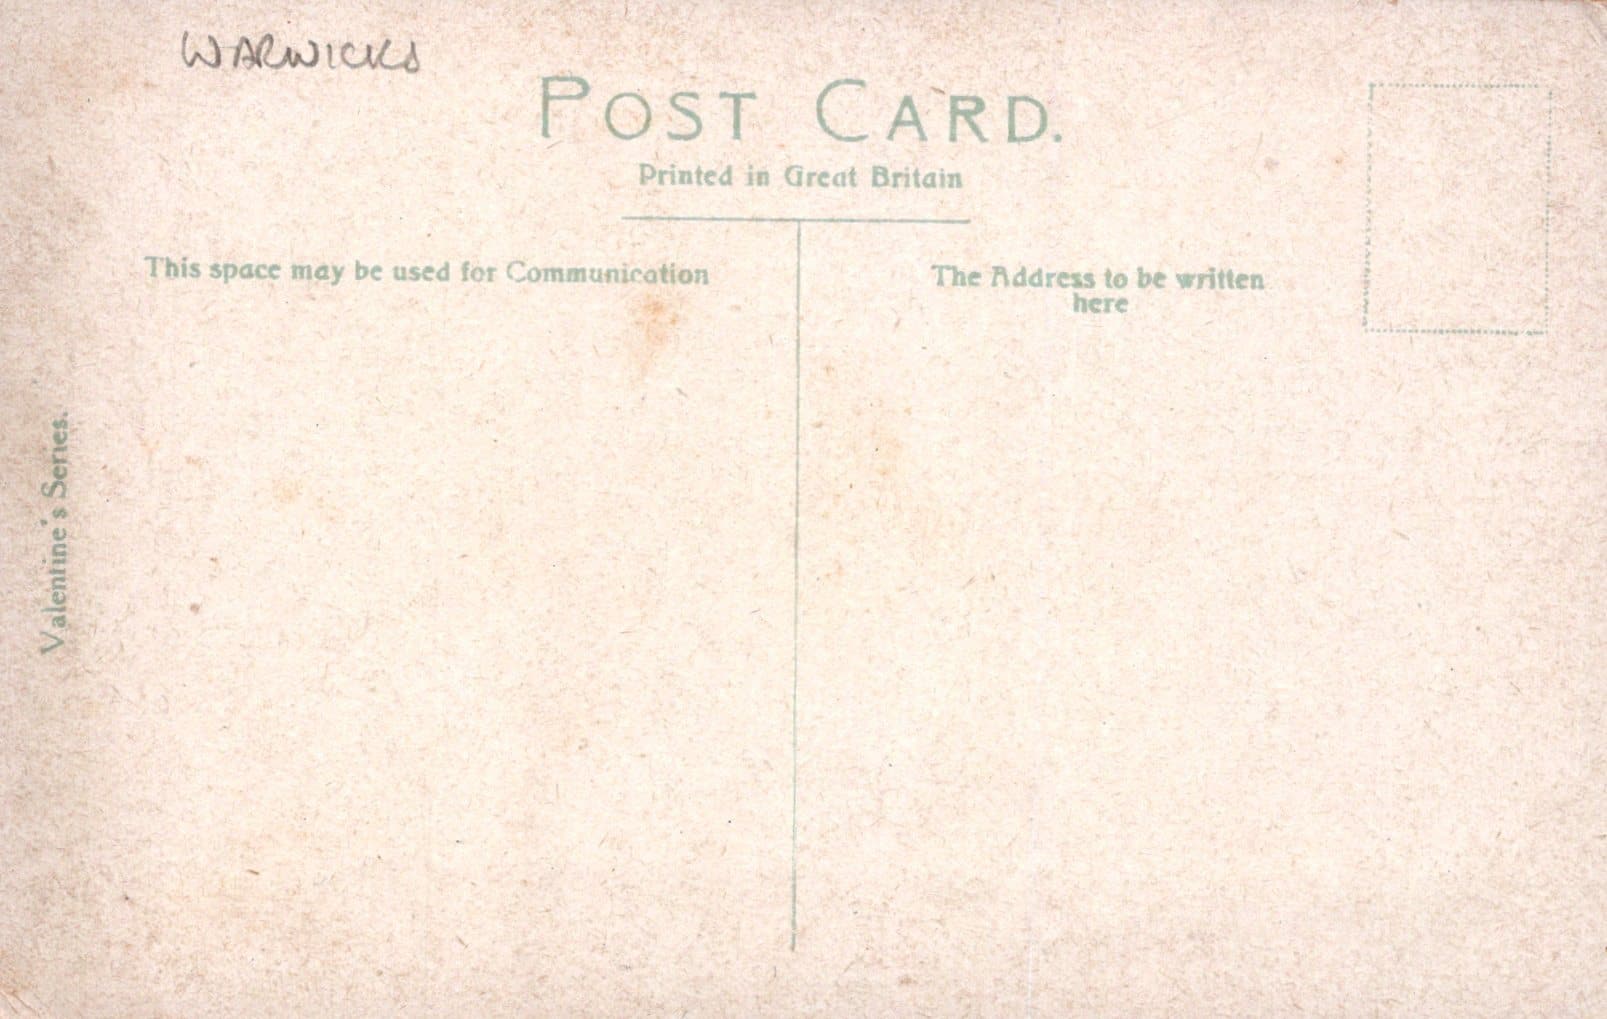 WARWICKS
POST CARD.
Printed in Great Britain
This space may be used for Communication
The Address to be written
here
Valentine's Series.